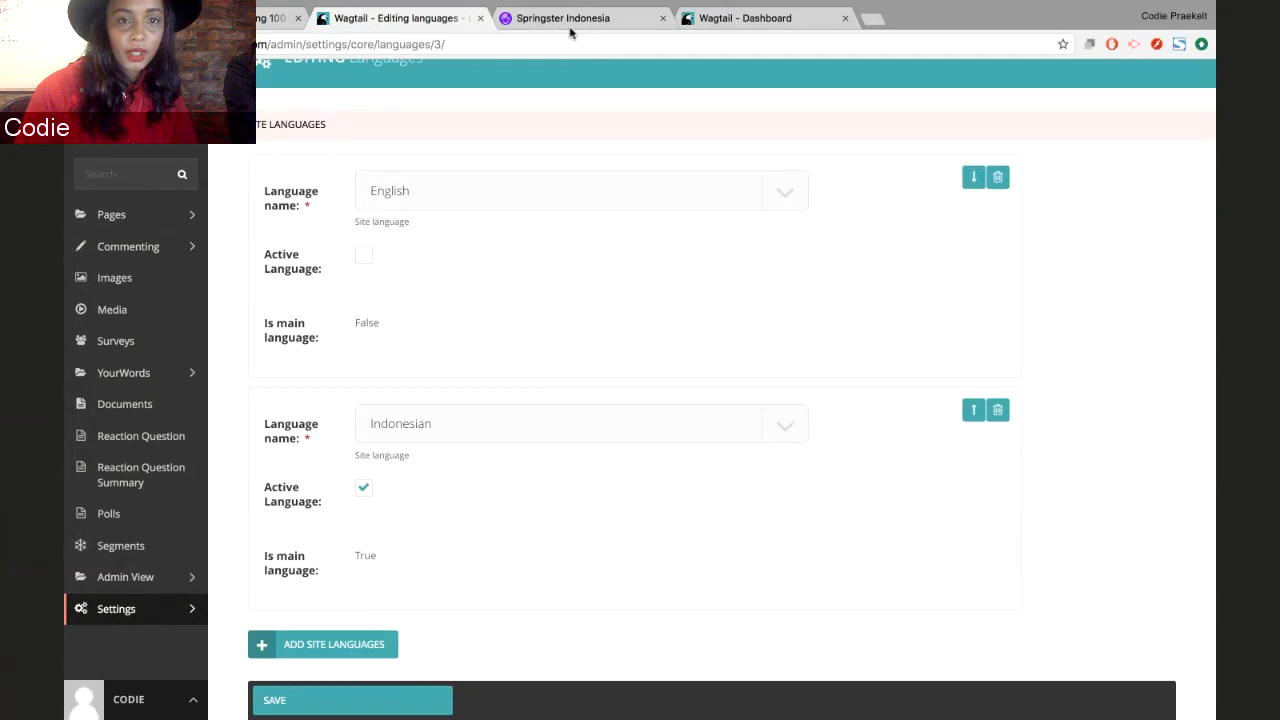 ng 100
Wagtail - Editing languages -
Springster Indonesia
Wagtail - Dashboard
Codie Praekelt
om/admin/settings/core/languages/3/
EDITING Languages
Codie
TE LANGUAGES
Search
Pages
Commenting
Images
Media
Surveys
YourWords
Documents
Reaction Question
Reaction Question
Summary
Polls
Segments
Admin View
Settings
CODIE
Language
name: *
English
Site language
Active
Language:
Is main
language:
False
Language
name: *
Indonesian
Site language
Active
Language:
Is main
language:
True
ADD SITE LANGUAGES
SAVE